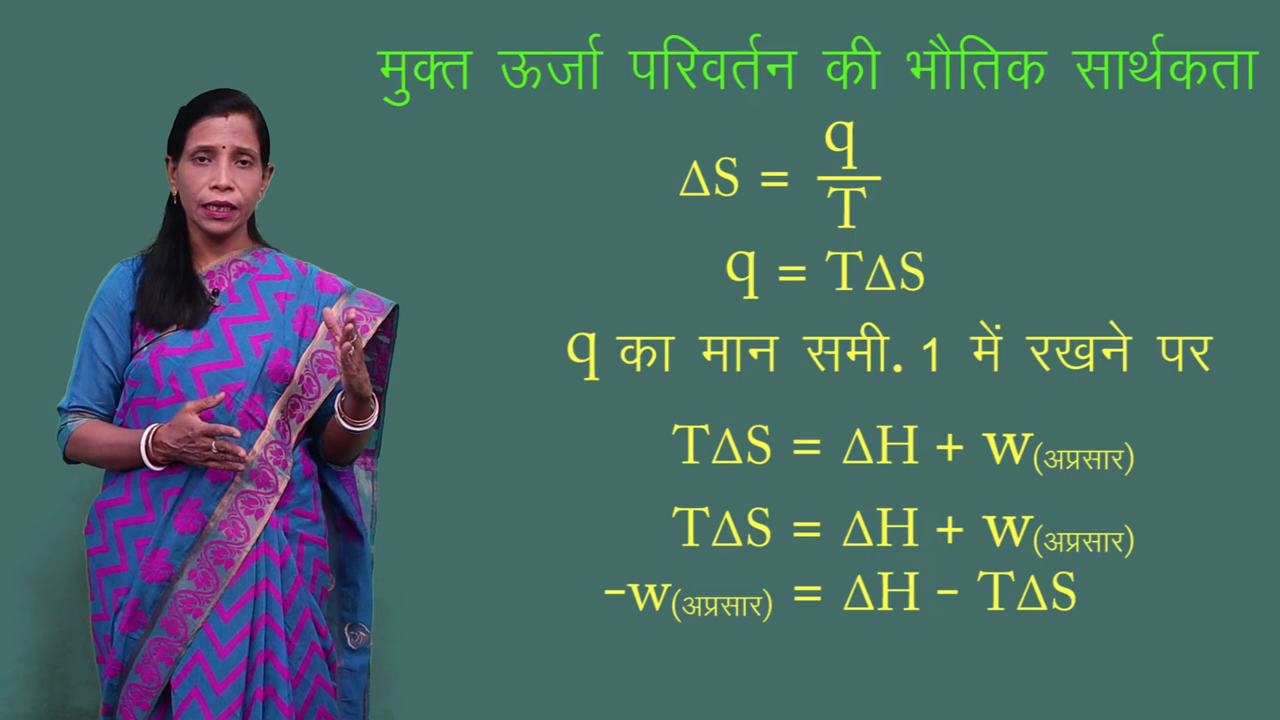 मुक्त ऊर्जा परिवर्तन की भौतिक सार्थकता
ΔS = q/T
q = TΔS
q का मान समी. 1 में रखने पर
TΔS = ΔH + w(अप्रसार)
TΔS = ΔH + w(अप्रसार)
-w(अप्रसार) = ΔH - TΔS